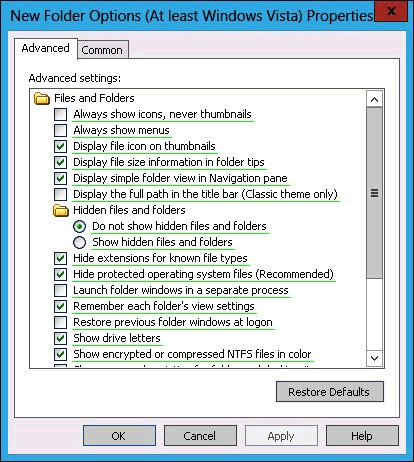 New Folder Options (At least Windows Vista) Properties
X
Advanced
Common
Advanced settings:
Files and Folders
Always show icons, never thumbnails
Always show menus
Display file icon on thumbnails
Display file size information in folder tips
Display simple folder view in Navigation pane
Display the full path in the title bar (Classic theme only)
Hidden files and folders
Do not show hidden files and folders
Show hidden files and folders
Hide extensions for known file types
Hide protected operating system files (Recommended)
Launch folder windows in a separate process
Remember each folder's view settings
Restore previous folder windows at logon
Show drive letters
Show encrypted or compressed NTFS files in color
Restore Defaults
OK
Cancel
Apply
Help